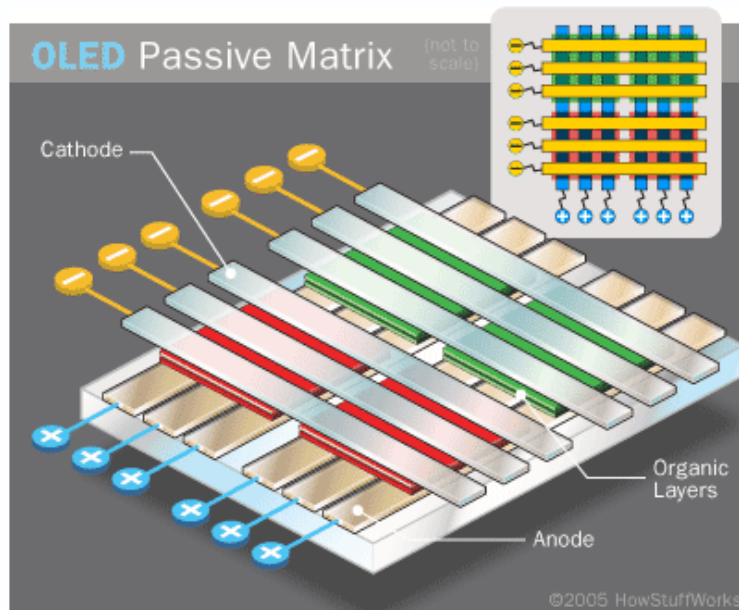 OLED Passive Matrix
(not to
scale)
Cathode
Organic
Layers
Anode
©2005 HowStuffWorks